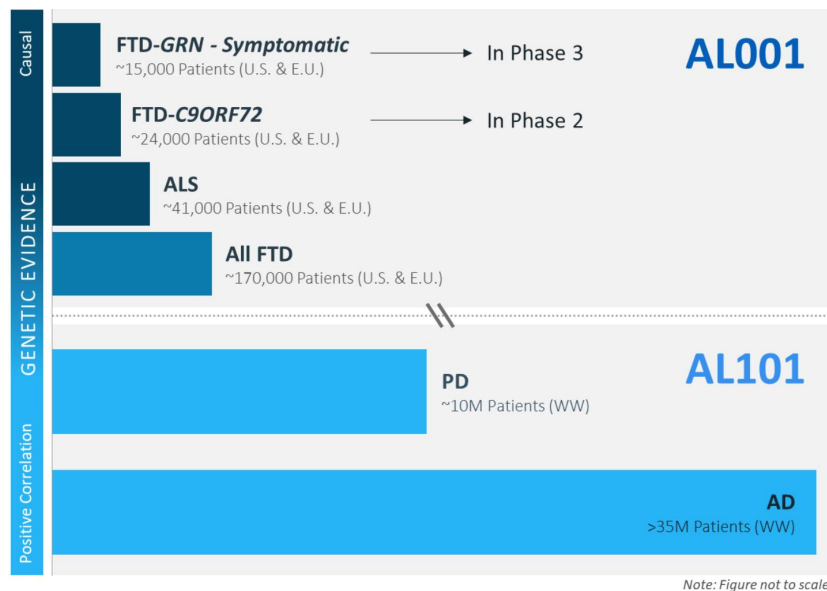 Causal
GENETIC EVIDENCE
Positive Correlation
FTD-GRN - Symptomatic
~15,000 Patients (U.S. & E.U.)
In Phase 3
AL001
FTD-C9ORF72
~24,000 Patients (U.S. & E.U.)
In Phase 2
ALS
~41,000 Patients (U.S. & E.U.)
All FTD
~170,000 Patients (U.S. & E.U.)
AL101
PD
~10M Patients (WW)
AD
>35M Patients (WW)
Note: Figure not to scale